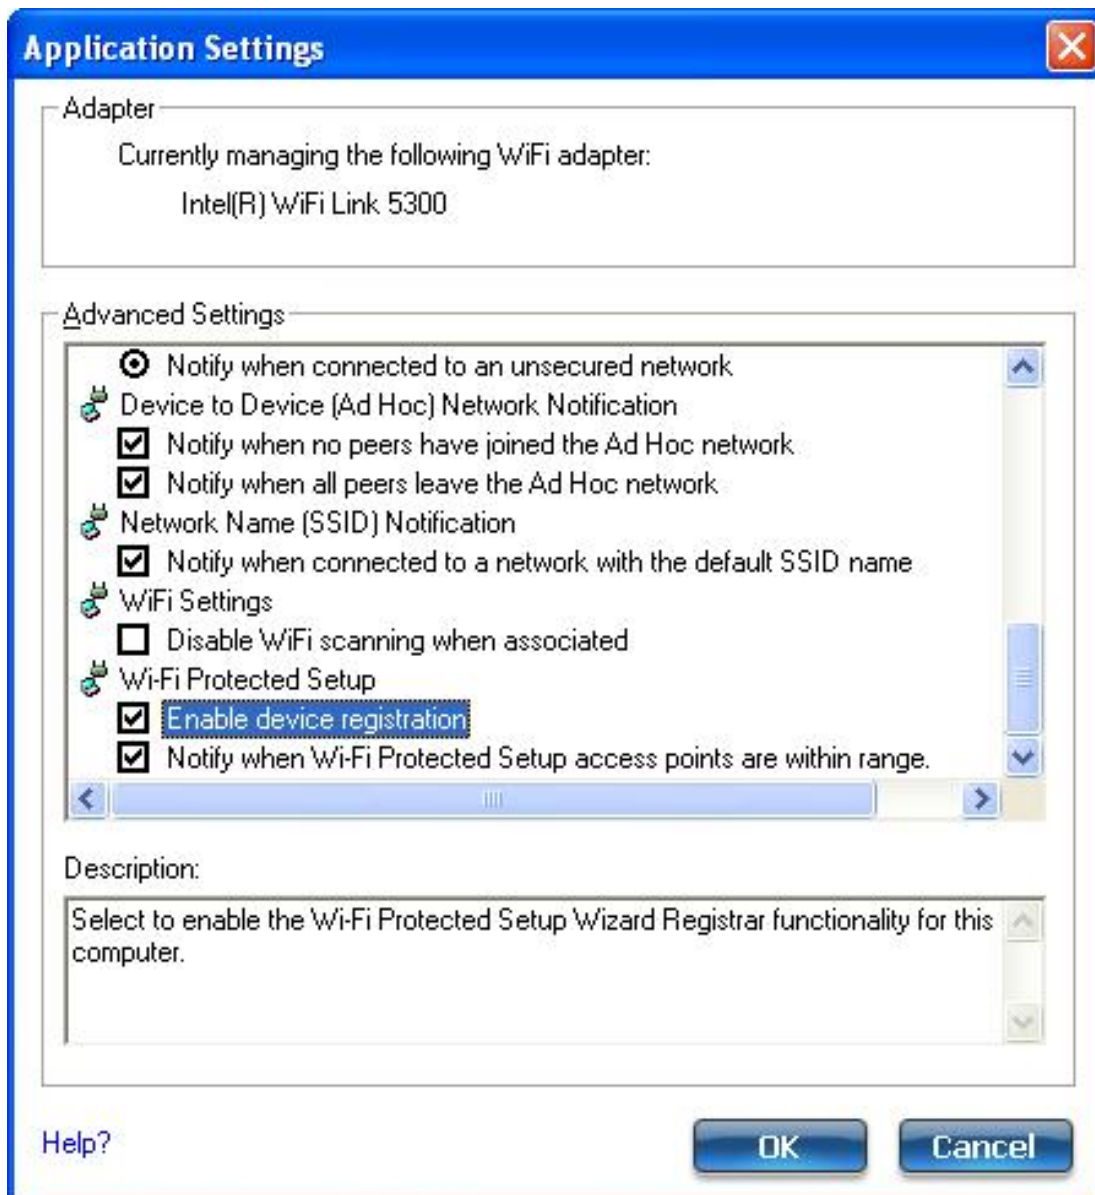 Application Settings
Adapter
Currently managing the following WiFi adapter:
Intel(R) WiFi Link 5300
Advanced Settings
Notify when connected to an unsecured network
Device to Device (Ad Hoc) Network Notification
Notify when no peers have joined the Ad Hoc network
Notify when all peers leave the Ad Hoc network
Network Name (SSID) Notification
Notify when connected to a network with the default SSID name
WiFi Settings
Disable WiFi scanning when associated
Wi-Fi Protected Setup
Enable device registration
Notify when Wi-Fi Protected Setup access points are within range.
Description:
Select to enable the Wi-Fi Protected Setup Wizard Registrar functionality for this
computer.
Help?
OK
Cancel